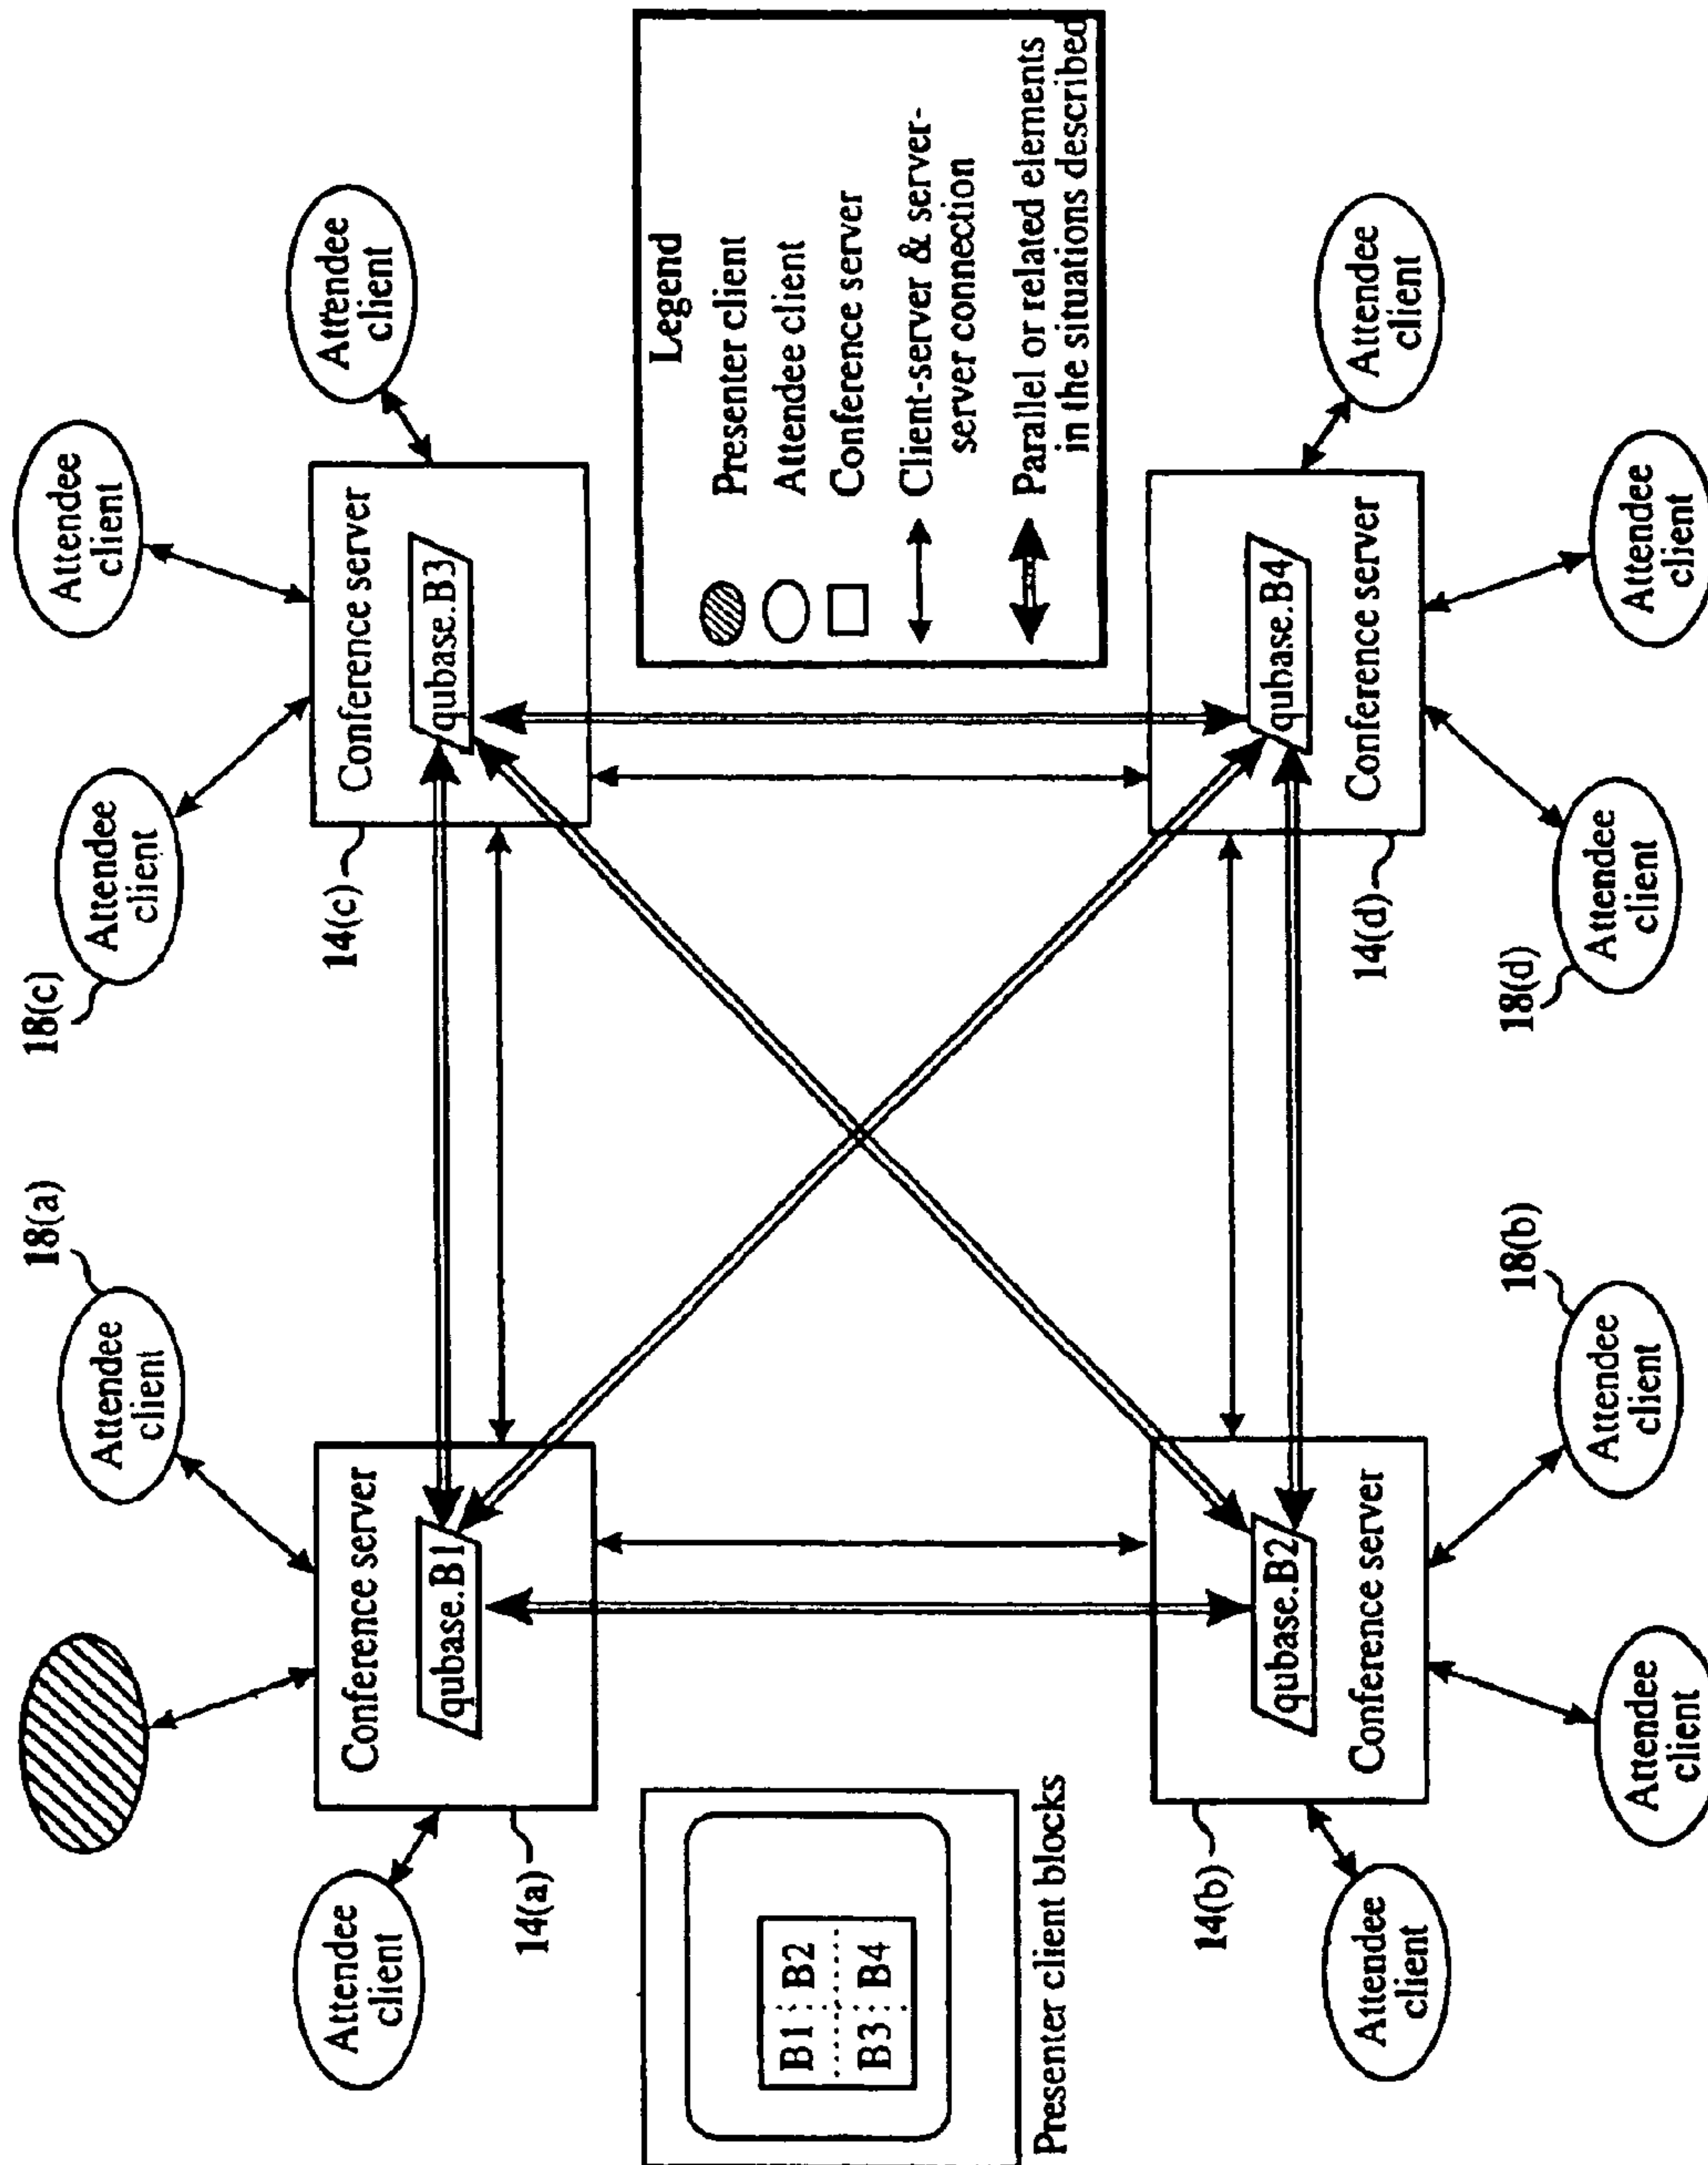 18(a)
18(c)
Attendee
client
Attendee
client
Attendee
client
Attendee
client
Attendee
client
Conference server
qubase.B1
14(a)
Conference server
qubase.B3
14(c)
B1
B2
B3
B4
Presenter client blocks
Legend
Presenter client
Attendee client
Conference server
Client-server & server-
server connection
Parallel or related elements
in the situations described
qubase.B2
Conference server
14(b)
qubase.B4
Conference server
14(d)
Attendee
client
Attendee
client
Attendee
client
18(b)
Attendee
client
18(d)
Attendee
client
Attendee
client